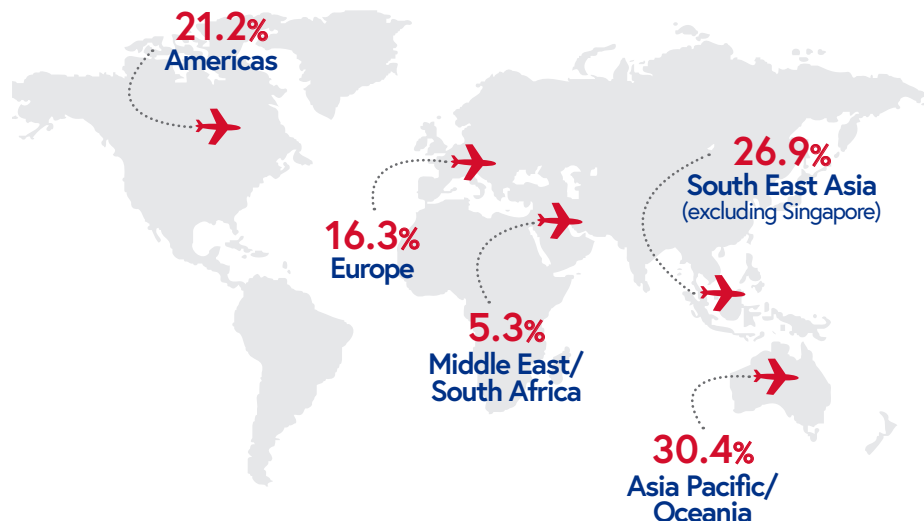 21.2%
Americas
26.9%
South East Asia
(excluding Singapore)
16.3%
Europe
5.3%
Middle East/
South Africa
30.4%
Asia Pacific/
Oceania